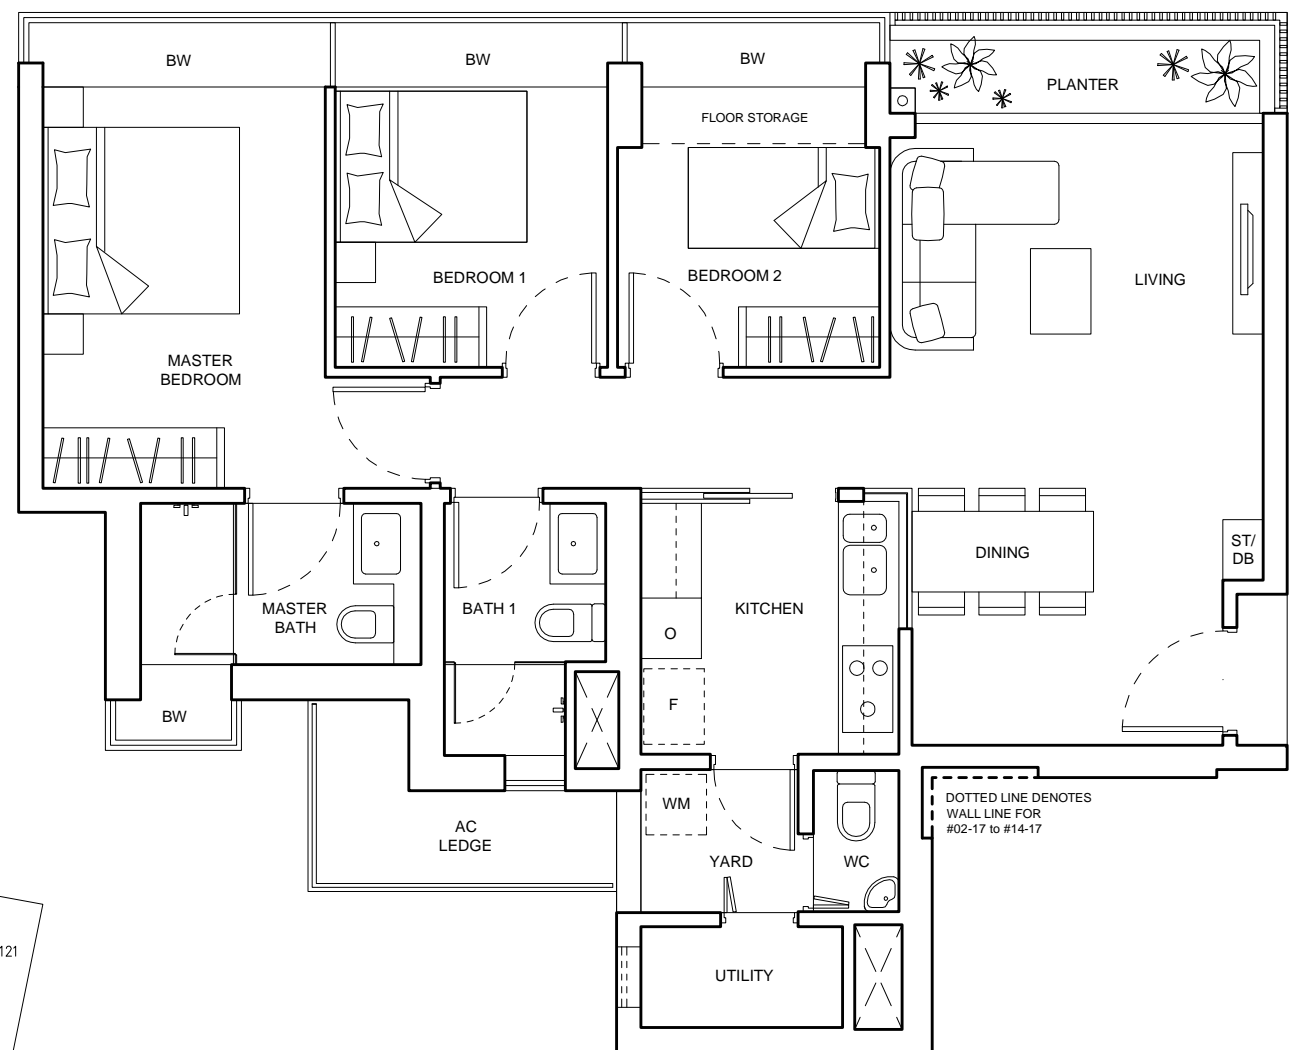 BW
BW
BW
PLANTER
FLOOR STORAGE
BEDROOM 1
BEDROOM 2
LIVING
MASTER
BEDROOM
DINING
ST/
DB
MASTER
BATH
BATH 1
KITCHEN
O
F
BW
WM
DOTTED LINE DENOTES
WALL LINE FOR
#02-17 to #14-17
AC
LEDGE
YARD
WC
121
UTILITY